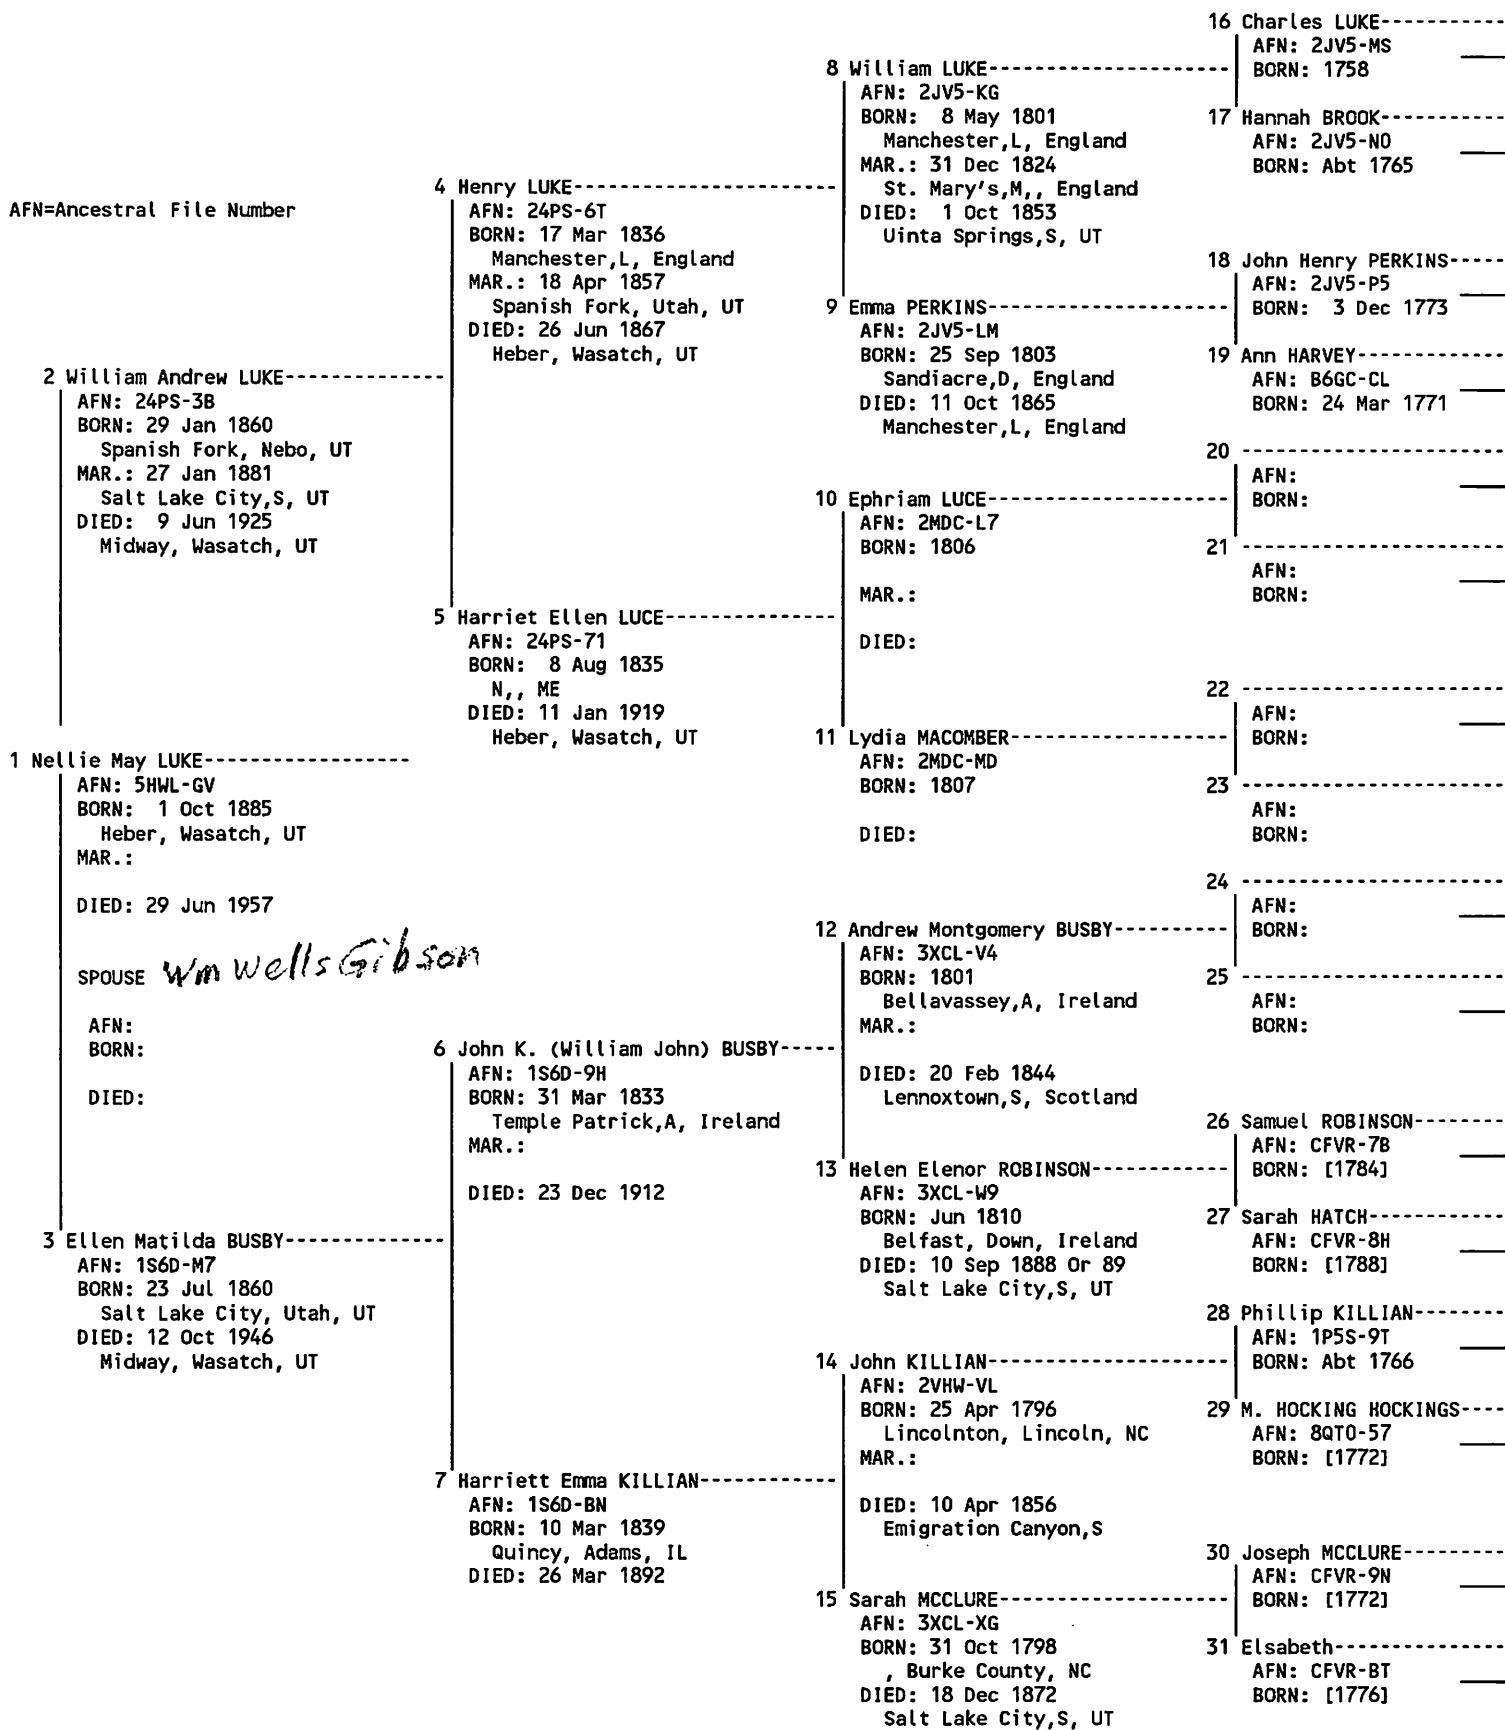 AFN=Ancestral File Number
1 Nellie May LUKE
AFN: 5HWL-GV
BORN: 1 Oct 1885
Heber, Wasatch, UT
MAR.:
DIED: 29 Jun 1957
SPOUSE Wm Wells Gibson
AFN:
BORN:
DIED:
2 William Andrew LUKE
AFN: 24PS-3B
BORN: 29 Jan 1860
Spanish Fork, Nebo, UT
MAR.: 27 Jan 1881
Salt Lake City,S, UT
DIED: 9 Jun 1925
Midway, Wasatch, UT
3 Ellen Matilda BUSBY
AFN: 1S6D-M7
BORN: 23 Jul 1860
Salt Lake City, Utah, UT
DIED: 12 Oct 1946
Midway, Wasatch, UT
4 Henry LUKE
AFN: 24PS-6T
BORN: 17 Mar 1836
Manchester,L, England
MAR.: 18 Apr 1857
Spanish Fork, Utah, UT
DIED: 26 Jun 1867
Heber, Wasatch, UT
5 Harriet Ellen LUCE
AFN: 24PS-71
BORN: 8 Aug 1835
N,, ME
DIED: 11 Jan 1919
Heber, Wasatch, UT
6 John K. (William John) BUSBY
AFN: 1S6D-9H
BORN: 31 Mar 1833
Temple Patrick,A, Ireland
MAR.:
DIED: 23 Dec 1912
7 Harriett Emma KILLIAN
AFN: 1S6D-BN
BORN: 10 Mar 1839
Quincy, Adams, IL
DIED: 26 Mar 1892
8 William LUKE
AFN: 2JV5-KG
BORN: 8 May 1801
Manchester,L, England
MAR.: 31 Dec 1824
St. Mary's,M,, England
DIED: 1 Oct 1853
Uinta Springs,S, UT
9 Emma PERKINS
AFN: 2JV5-LM
BORN: 25 Sep 1803
Sandiacre,D, England
DIED: 11 Oct 1865
Manchester,L, England
10 Ephriam LUCE
AFN: 2MDC-L7
BORN: 1806
MAR.:
DIED:
11 Lydia MACOMBER
AFN: 2MDC-MD
BORN: 1807
DIED:
12 Andrew Montgomery BUSBY
AFN: 3XCL-V4
BORN: 1801
Bellavassey,A, Ireland
MAR.:
DIED: 20 Feb 1844
Lennoxtown,S, Scotland
13 Helen Elenor ROBINSON
AFN: 3XCL-W9
BORN: Jun 1810
Belfast, Down, Ireland
DIED: 10 Sep 1888 Or 89
Salt Lake City,S, UT
14 John KILLIAN
AFN: 2VHW-VL
BORN: 25 Apr 1796
Lincolnton, Lincoln, NC
MAR.:
DIED: 10 Apr 1856
Emigration Canyon,S
15 Sarah MCCLURE
AFN: 3XCL-XG
BORN: 31 Oct 1798
, Burke County, NC
DIED: 18 Dec 1872
Salt Lake City,S, UT
16 Charles LUKE
AFN: 2JV5-MS
BORN: 1758
17 Hannah BROOK
AFN: 2JV5-N0
BORN: Abt 1765
18 John Henry PERKINS
AFN: 2JV5-P5
BORN: 3 Dec 1773
19 Ann HARVEY
AFN: B6GC-CL
BORN: 24 Mar 1771
20
AFN:
BORN:
21
AFN:
BORN:
22
AFN:
BORN:
23
AFN:
BORN:
24
AFN:
BORN:
25
AFN:
BORN:
26 Samuel ROBINSON
AFN: CFVR-7B
BORN: [1784]
27 Sarah HATCH
AFN: CFVR-8H
BORN: [1788]
28 Phillip KILLIAN
AFN: 1P5S-9T
BORN: Abt 1766
29 M. HOCKING HOCKINGS
AFN: 8QT0-57
BORN: [1772]
30 Joseph MCCLURE
AFN: CFVR-9N
BORN: [1772]
31 Elsabeth
AFN: CFVR-BT
BORN: [1776]